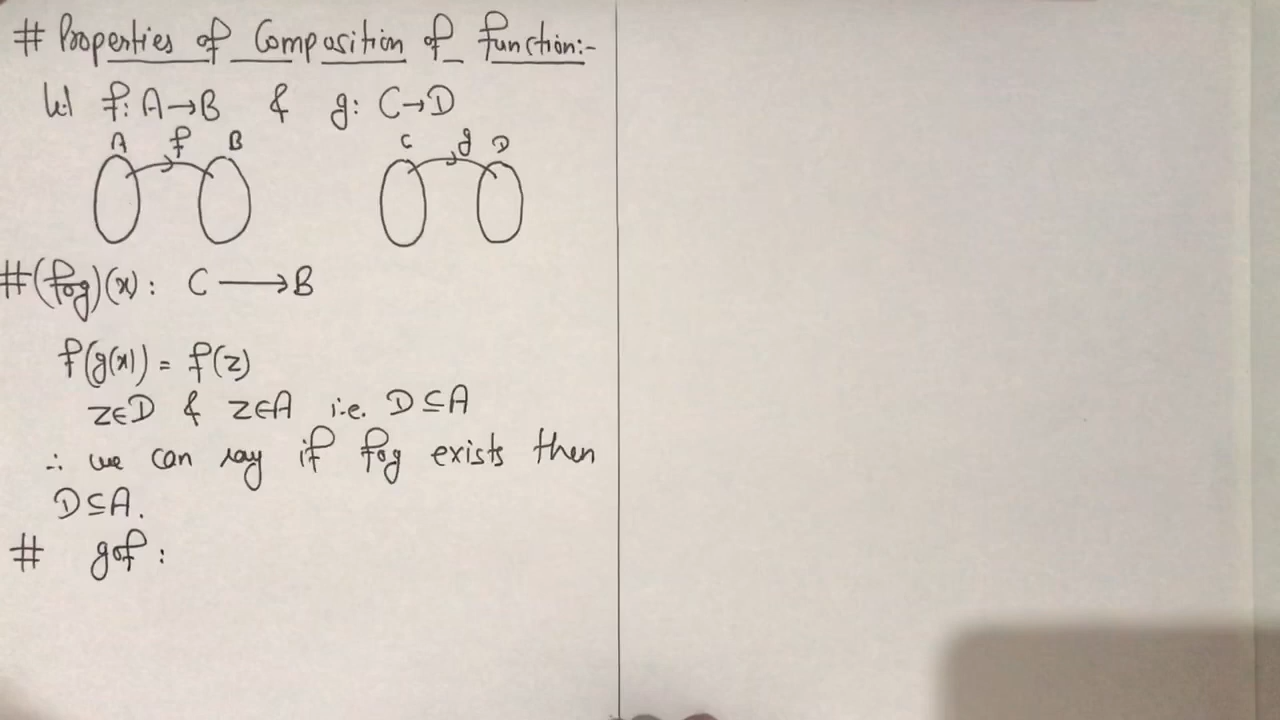 # Properties of Composition of function:-
let f: A→B & g: C→D
A f B C g D
#(fog)(x): C ⟶ B
f(g(x)) = f(z)
z∈D & z∈A i.e. D⊆A
∴ we can say if fog exists then
D⊆A.
# gof: